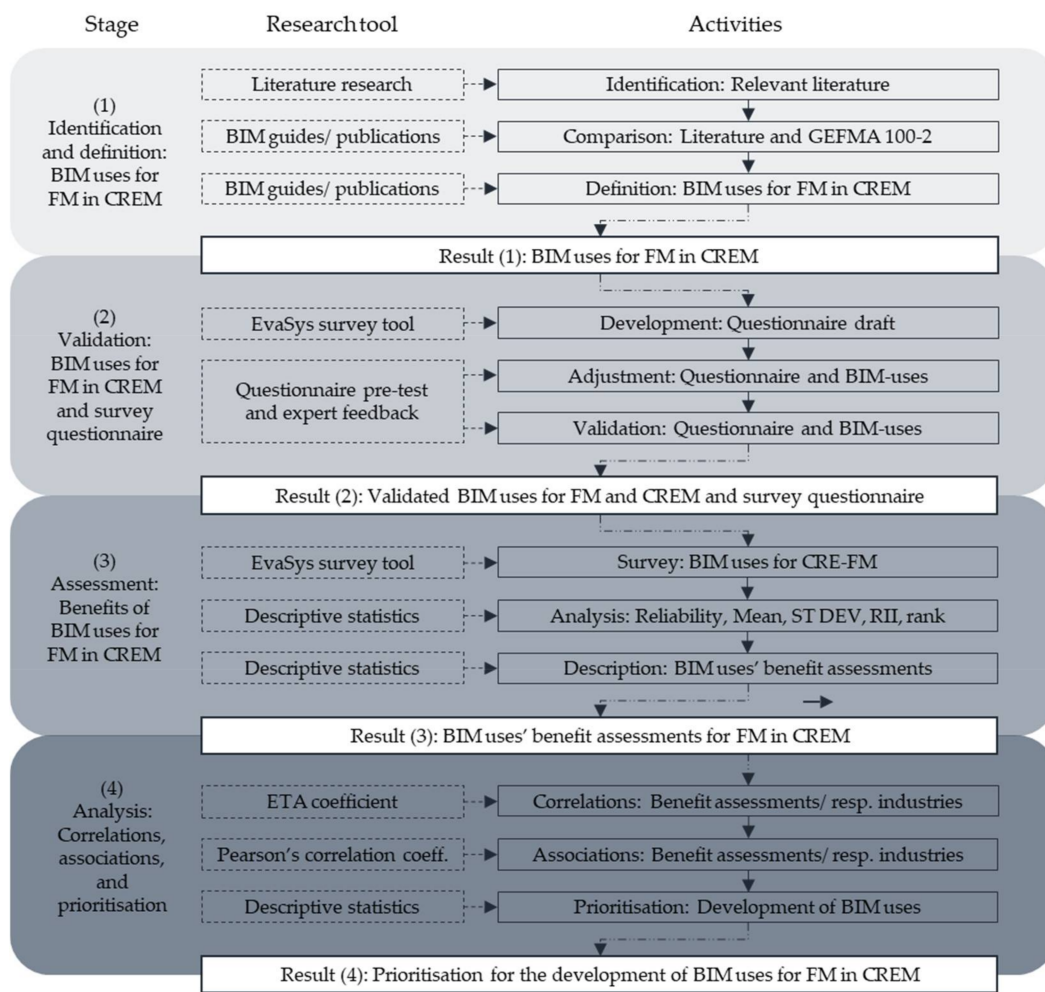 Stage
Research tool
Activities
(1)
Identification
and definition:
BIM uses for
FM in CREM
Literature research
Identification: Relevant literature
BIM guides/ publications
Comparison: Literature and GEFMA 100-2
BIM guides/ publications
Definition: BIM uses for FM in CREM
Result (1): BIM uses for FM in CREM
(2)
Validation:
BIM uses for
FM in CREM
and survey
questionnaire
EvaSys survey tool
Development: Questionnaire draft
Questionnaire pre-test
and expert feedback
Adjustment: Questionnaire and BIM-uses
Validation: Questionnaire and BIM-uses
Result (2): Validated BIM uses for FM and CREM and survey questionnaire
(3)
Assessment:
Benefits of
BIM uses for
FM in CREM
EvaSys survey tool
Survey: BIM uses for CRE-FM
Descriptive statistics
Analysis: Reliability, Mean, ST DEV, RII, rank
Descriptive statistics
Description: BIM uses’ benefit assessments
Result (3): BIM uses’ benefit assessments for FM in CREM
(4)
Analysis:
Correlations,
associations,
and
prioritisation
ETA coefficient
Correlations: Benefit assessments/ resp. industries
Pearson’s correlation coeff.
Associations: Benefit assessments/ resp. industries
Descriptive statistics
Prioritisation: Development of BIM uses
Result (4): Prioritisation for the development of BIM uses for FM in CREM